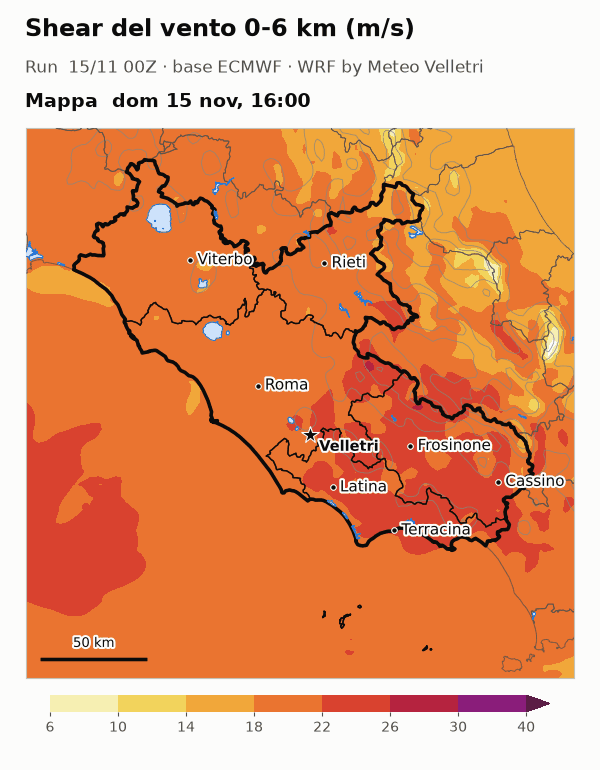 Shear del vento 0-6 km (m/s)
Run  15/11 00Z · base ECMWF · WRF by Meteo Velletri
Mappa  dom 15 nov, 16:00
Viterbo
Rieti
Roma
Velletri
Frosinone
Latina
Cassino
Terracina
50 km
6 10 14 18 22 26 30 40